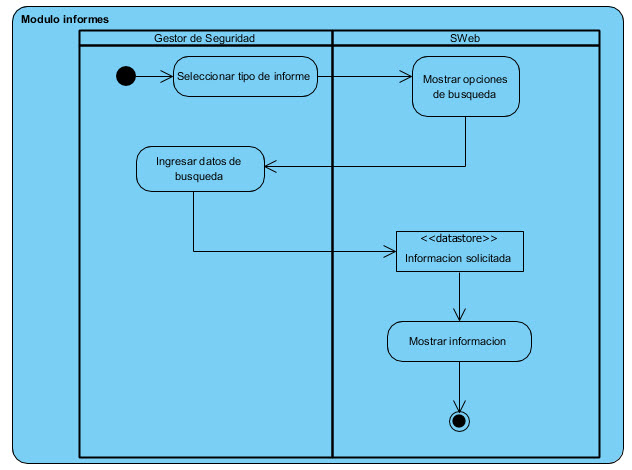 Modulo informes
Gestor de Seguridad
SWeb
Seleccionar tipo de informe
Mostrar opciones
de busqueda
Ingresar datos de
busqueda
<<datastore>>
Informacion solicitada
Mostrar informacion